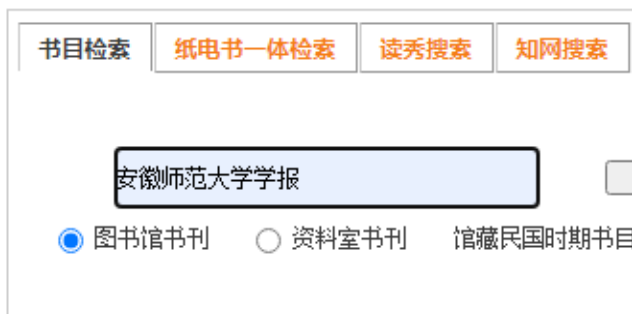 书目检索 纸电书一体检索 读秀搜索 知网搜索
安徽师范大学学报
图书馆书刊 资料室书刊 馆藏民国时期书目